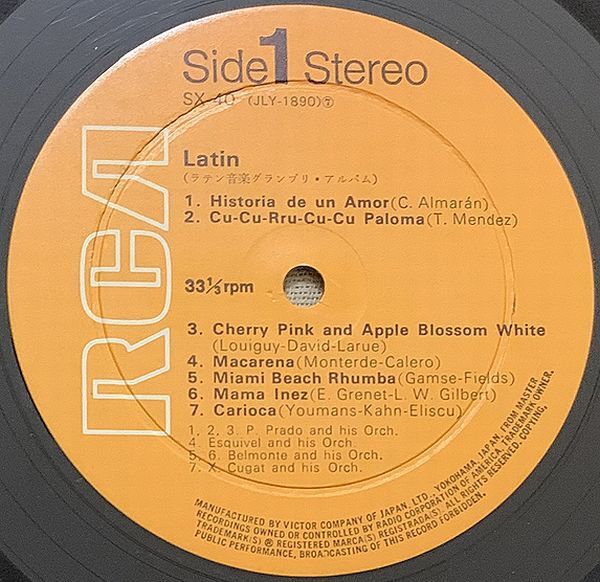 Side 1 Stereo
SX-40 (JLY-1890)⑦
RCA
Latin
(ラテン音楽グランプリ・アルバム)
1. Historia de un Amor (C. Almarán)
2. Cu-Cu-Rru-Cu-Cu Paloma (T. Mendez)
33⅓ rpm
3. Cherry Pink and Apple Blossom White
(Louiguy-David-Larue)
4. Macarena (Monterde-Calero)
5. Miami Beach Rhumba (Gamse-Fields)
6. Mama Inez (E. Grenet-L. W. Gilbert)
7. Carioca (Youmans-Kahn-Eliscu)
1. 2. 3. P. Prado and his Orch.
4. Esquivel and his Orch.
5. 6. Belmonte and his Orch.
7. X. Cugat and his Orch.
MANUFACTURED BY VICTOR COMPANY OF JAPAN, LTD., YOKOHAMA, JAPAN, FROM MASTER
RECORDINGS OWNED OR CONTROLLED BY RADIO CORPORATION OF AMERICA, TRADEMARK OWNER.
TRADEMARK(S) ® REGISTERED MARCA(S) REGISTRADA(S). ALL RIGHTS RESERVED. COPYING,
PUBLIC PERFORMANCE, BROADCASTING OF THIS RECORD FORBIDDEN.